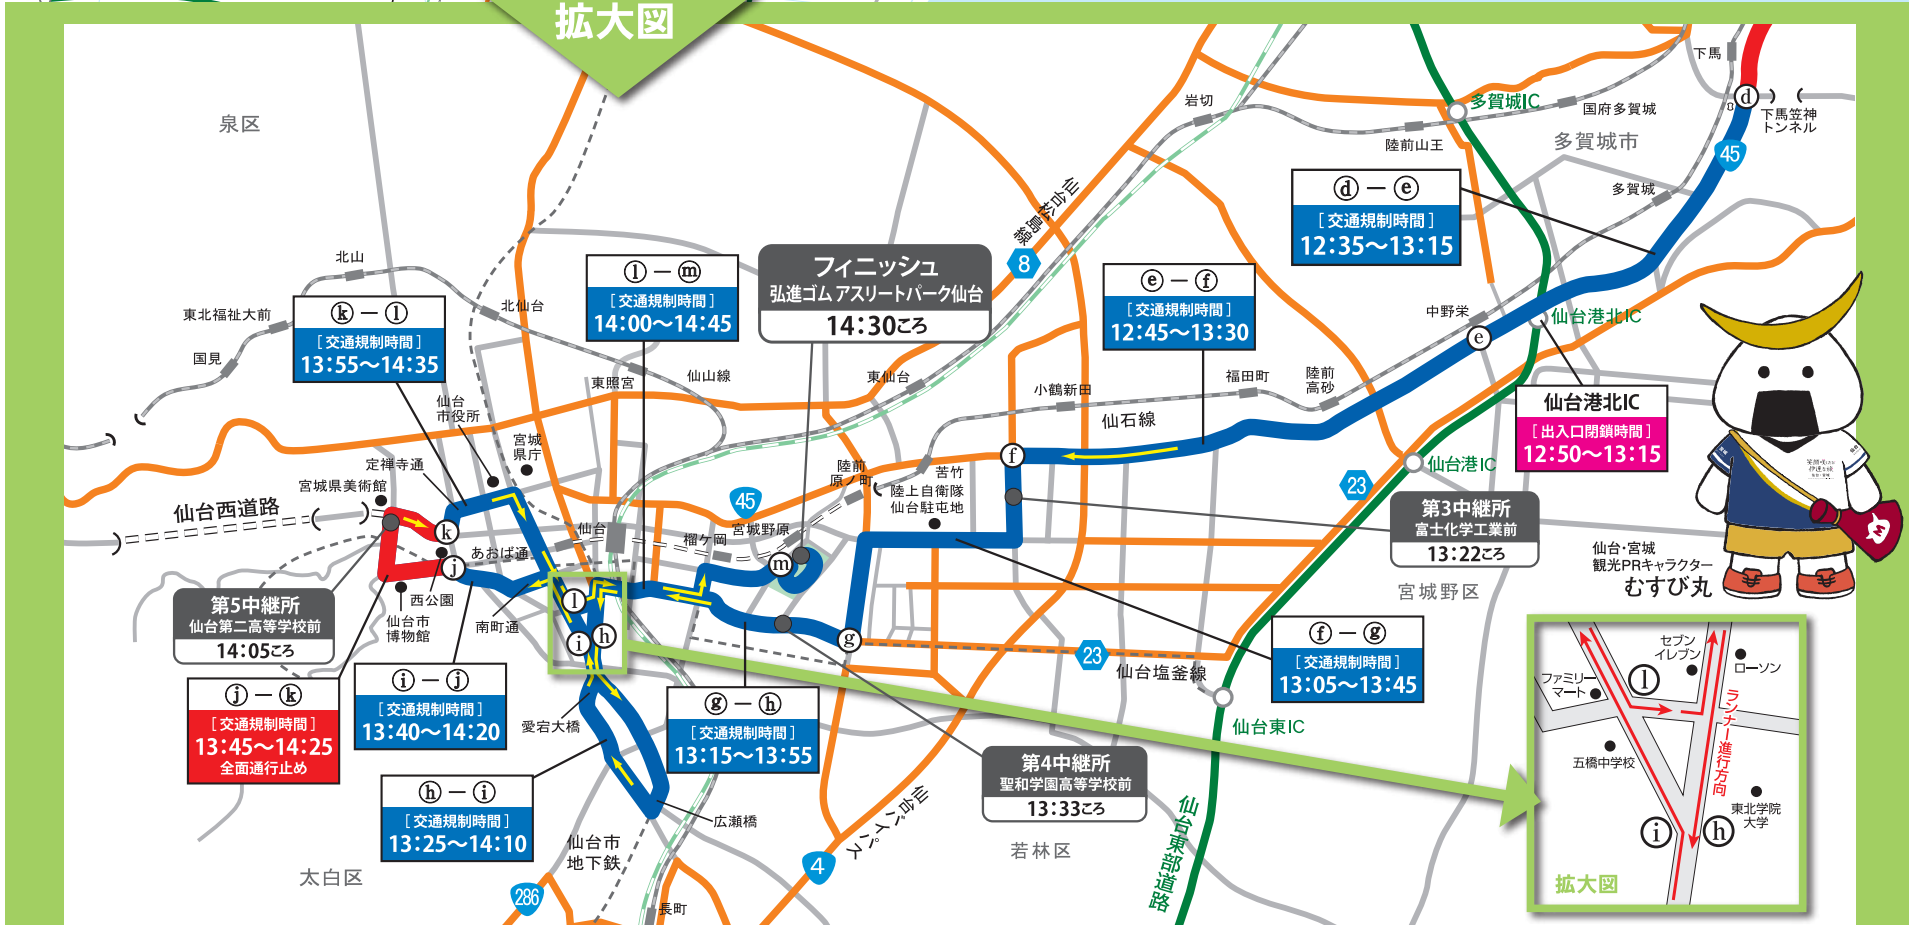 拡大図
泉区
北山
東北福祉大前
国見
北仙台
ⓚ－ⓛ
[交通規制時間]
13:55～14:35
ⓛ－ⓜ
[交通規制時間]
14:00～14:45
フィニッシュ
弘進ゴム アスリートパーク仙台
14:30ころ
仙台松島線
8
岩切
多賀城IC
陸前山王
国府多賀城
下馬
d
下馬笠神
トンネル
多賀城市
45
多賀城
ⓓ－ⓔ
[交通規制時間]
12:35～13:15
ⓔ－ⓕ
[交通規制時間]
12:45～13:30
中野栄
e
仙台港北IC
仙台港北IC
[出入口閉鎖時間]
12:50～13:15
仙台
市役所
宮城
県庁
東照宮
仙山線
東仙台
小鶴新田
福田町
陸前
高砂
仙石線
f
定禅寺通
宮城県美術館
仙台西道路
k
j
あおば通
仙台
45
榴ケ岡
宮城野原
陸前
原ノ町
苦竹
陸上自衛隊
仙台駐屯地
m
仙台港IC
23
第3中継所
富士化学工業前
13:22ころ
宮城野区
仙台・宮城
観光PRキャラクター
むすび丸
第5中継所
仙台第二高等学校前
14:05ころ
西公園
仙台市
博物館
南町通
l
i
h
g
23
仙台塩釜線
仙台東IC
ⓕ－ⓖ
[交通規制時間]
13:05～13:45
ⓙ－ⓚ
[交通規制時間]
13:45～14:25
全面通行止め
ⓘ－ⓙ
[交通規制時間]
13:40～14:20
愛宕大橋
ⓖ－ⓗ
[交通規制時間]
13:15～13:55
ⓗ－ⓘ
[交通規制時間]
13:25～14:10
広瀬橋
第4中継所
聖和学園高等学校前
13:33ころ
仙台市
地下鉄
太白区
286
長町
4
仙台バイパス
若林区
仙台東部道路
セブン
イレブン
ローソン
ファミリー
マート
l
ランナー進行方向
五橋中学校
i
h
東北学院
大学
拡大図